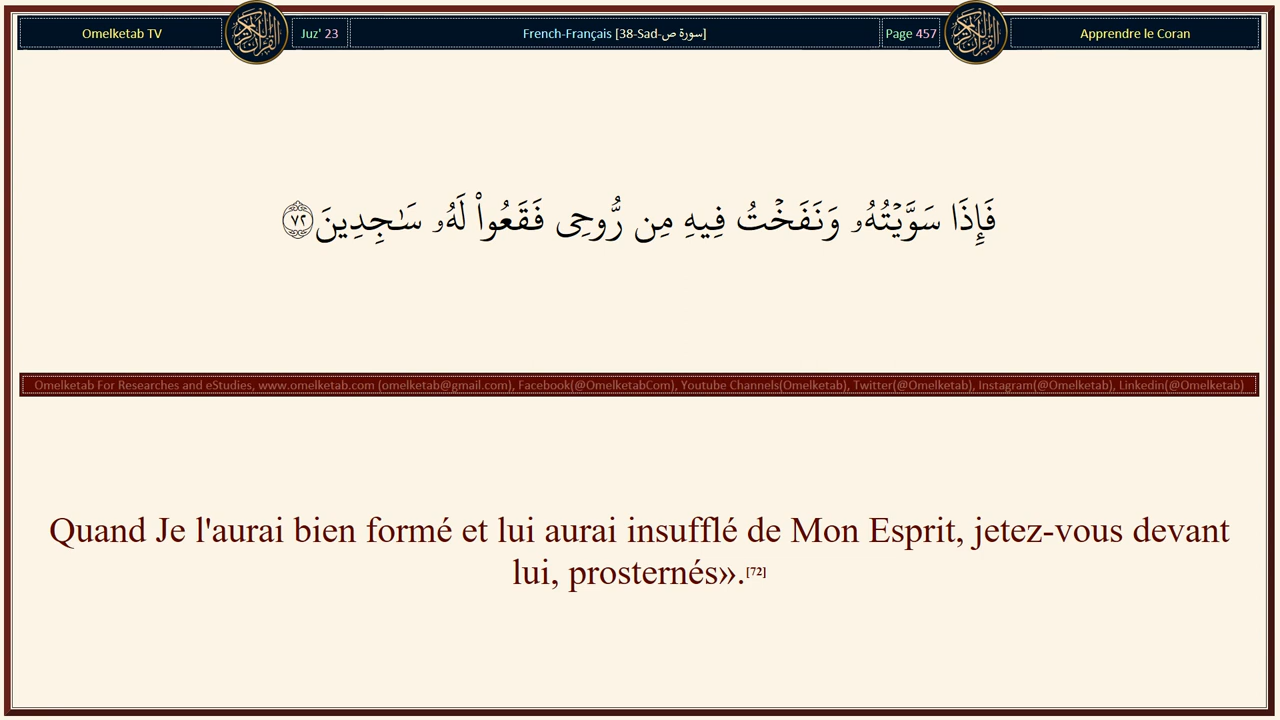 Omelketab TV
Juz' 23
French-Français [38-Sad-سورة ص]
Page 457
Apprendre le Coran
فَإِذَا سَوَّيْتُهُۥ وَنَفَخْتُ فِيهِ مِن رُّوحِى فَقَعُوا۟ لَهُۥ سَـٰجِدِينَ ٧٢
Omelketab For Researches and eStudies, www.omelketab.com (omelketab@gmail.com), Facebook(@OmelketabCom), Youtube Channels(Omelketab), Twitter(@Omelketab), Instagram(@Omelketab), Linkedin(@Omelketab)
Quand Je l'aurai bien formé et lui aurai insufflé de Mon Esprit, jetez-vous devant
lui, prosternés».[72]